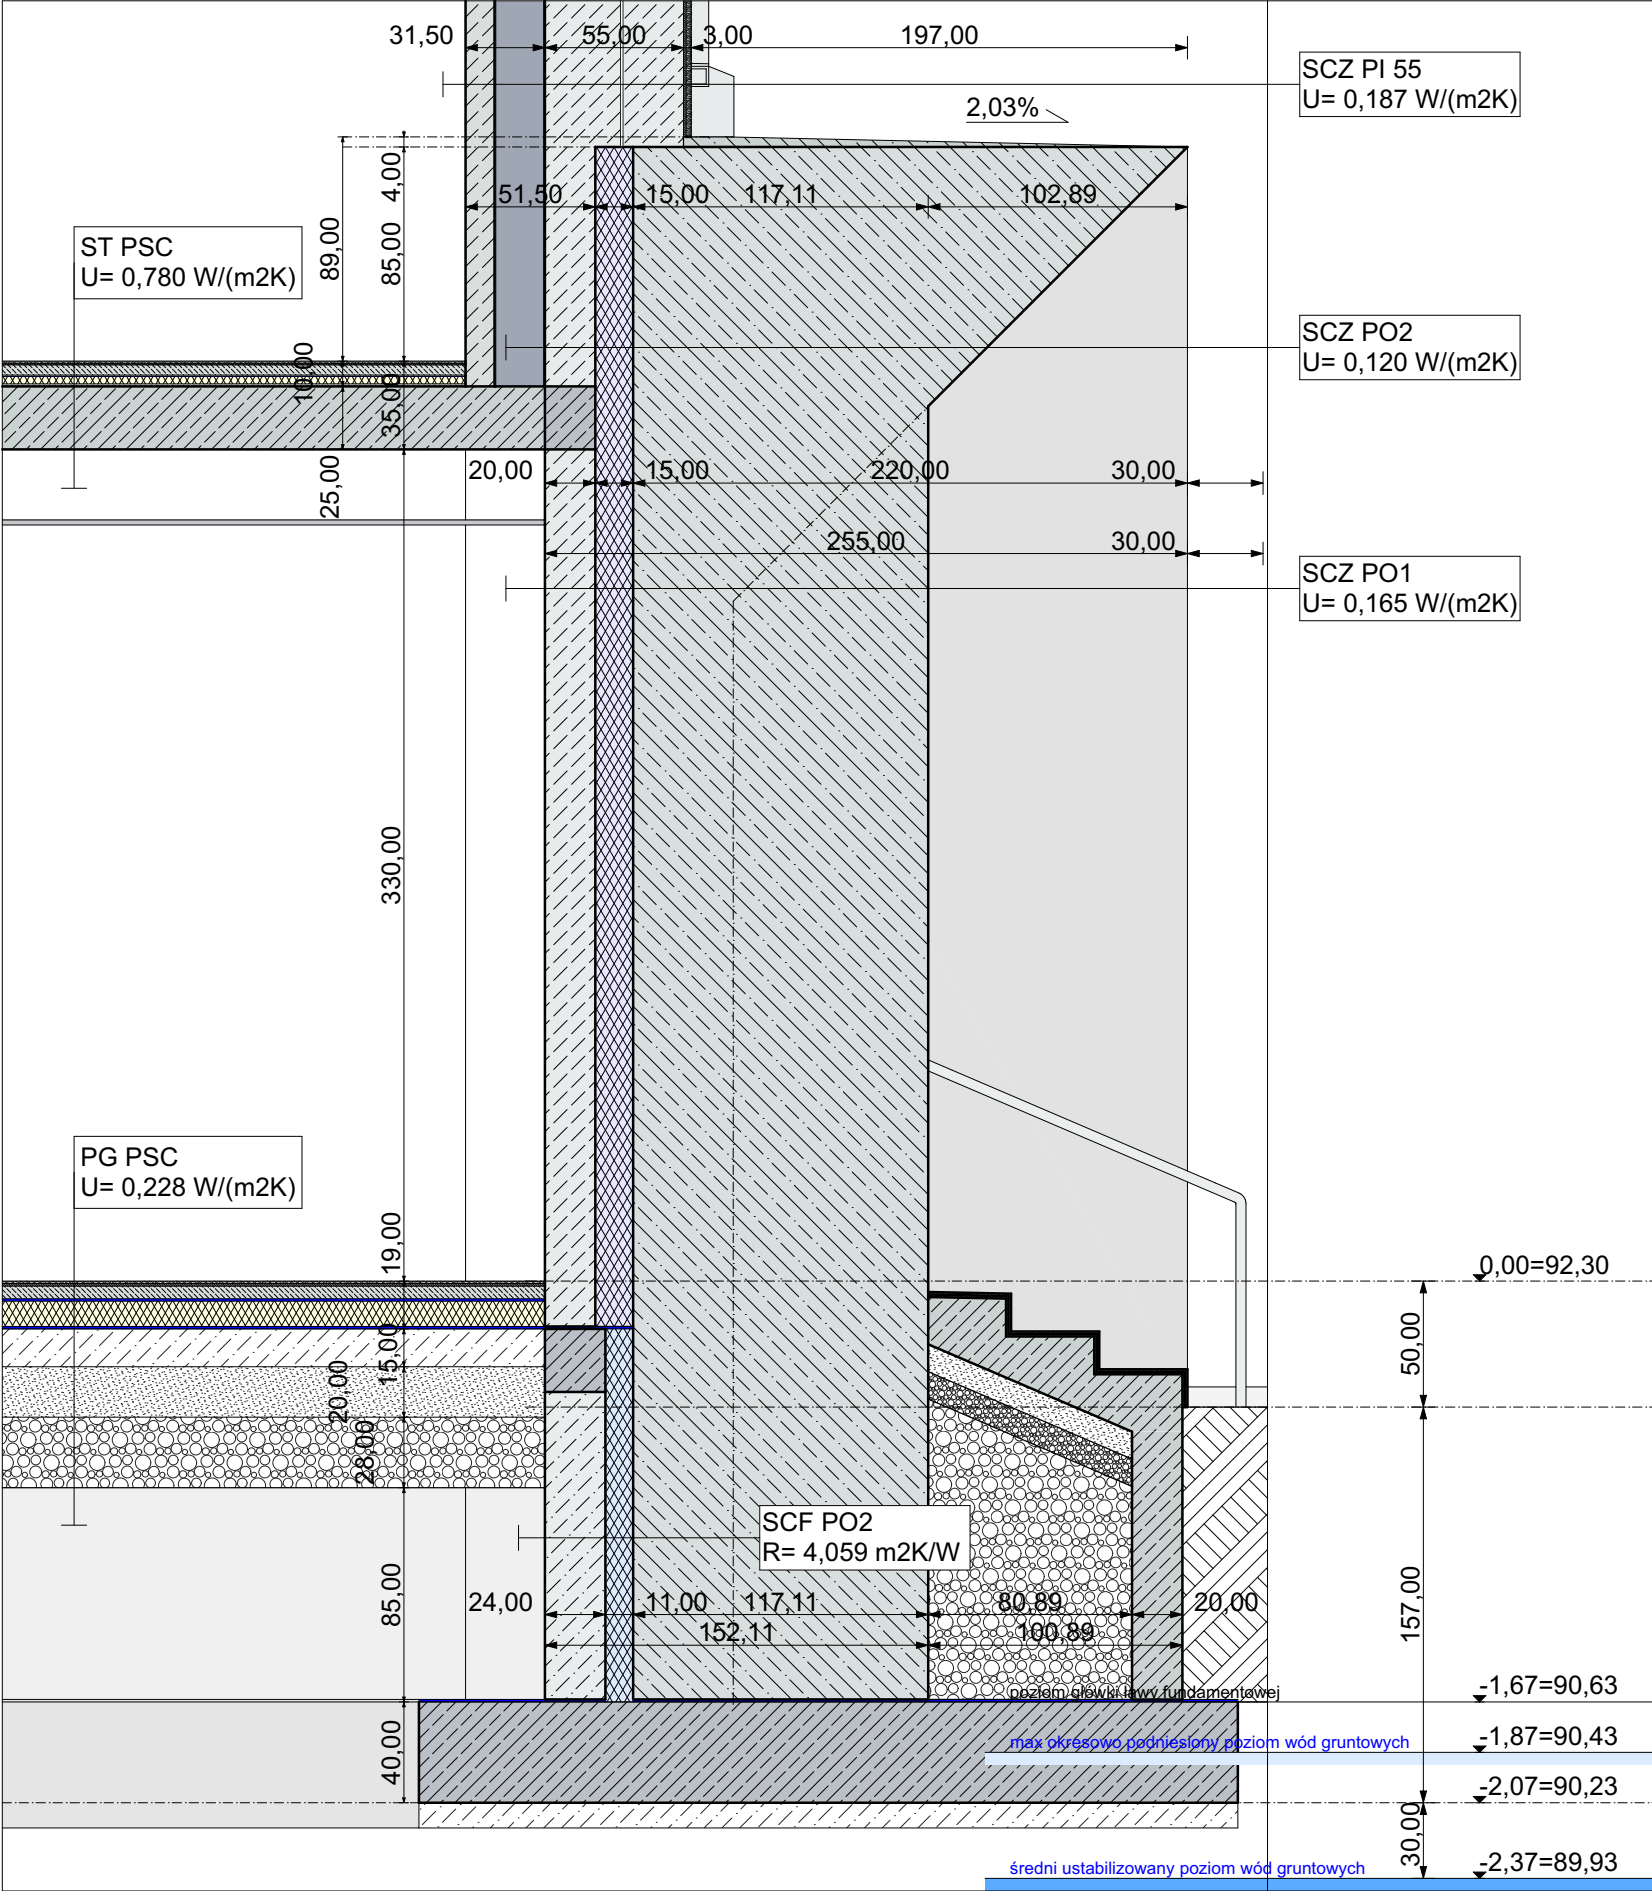 31,50
55,00
3,00
197,00
SCZ PI 55
U= 0,187 W/(m2K)
2,03%
4,00
89,00
85,00
51,50
15,00
117,11
102,89
ST PSC
U= 0,780 W/(m2K)
SCZ PO2
U= 0,120 W/(m2K)
10,00
35,00
25,00
20,00
15,00
220,00
30,00
255,00
30,00
SCZ PO1
U= 0,165 W/(m2K)
330,00
PG PSC
U= 0,228 W/(m2K)
19,00
0,00=92,30
50,00
15,00
20,00
28,00
SCF PO2
R= 4,059 m2K/W
85,00
24,00
11,00
117,11
80,89
20,00
152,11
100,89
157,00
poziom główki ławy fundamentowej
-1,67=90,63
max okresowo podniesiony poziom wód gruntowych
-1,87=90,43
40,00
-2,07=90,23
30,00
średni ustabilizowany poziom wód gruntowych
-2,37=89,93